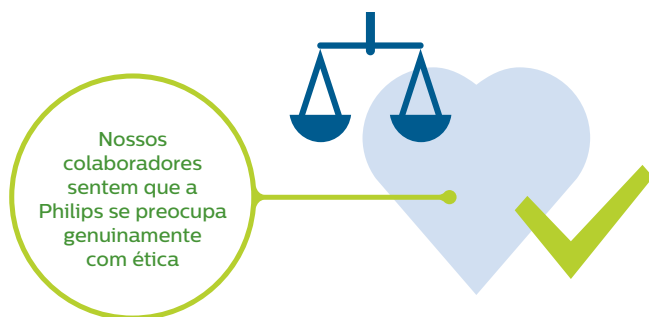 Nossos
colaboradores
sentem que a
Philips se preocupa
genuinamente
com ética